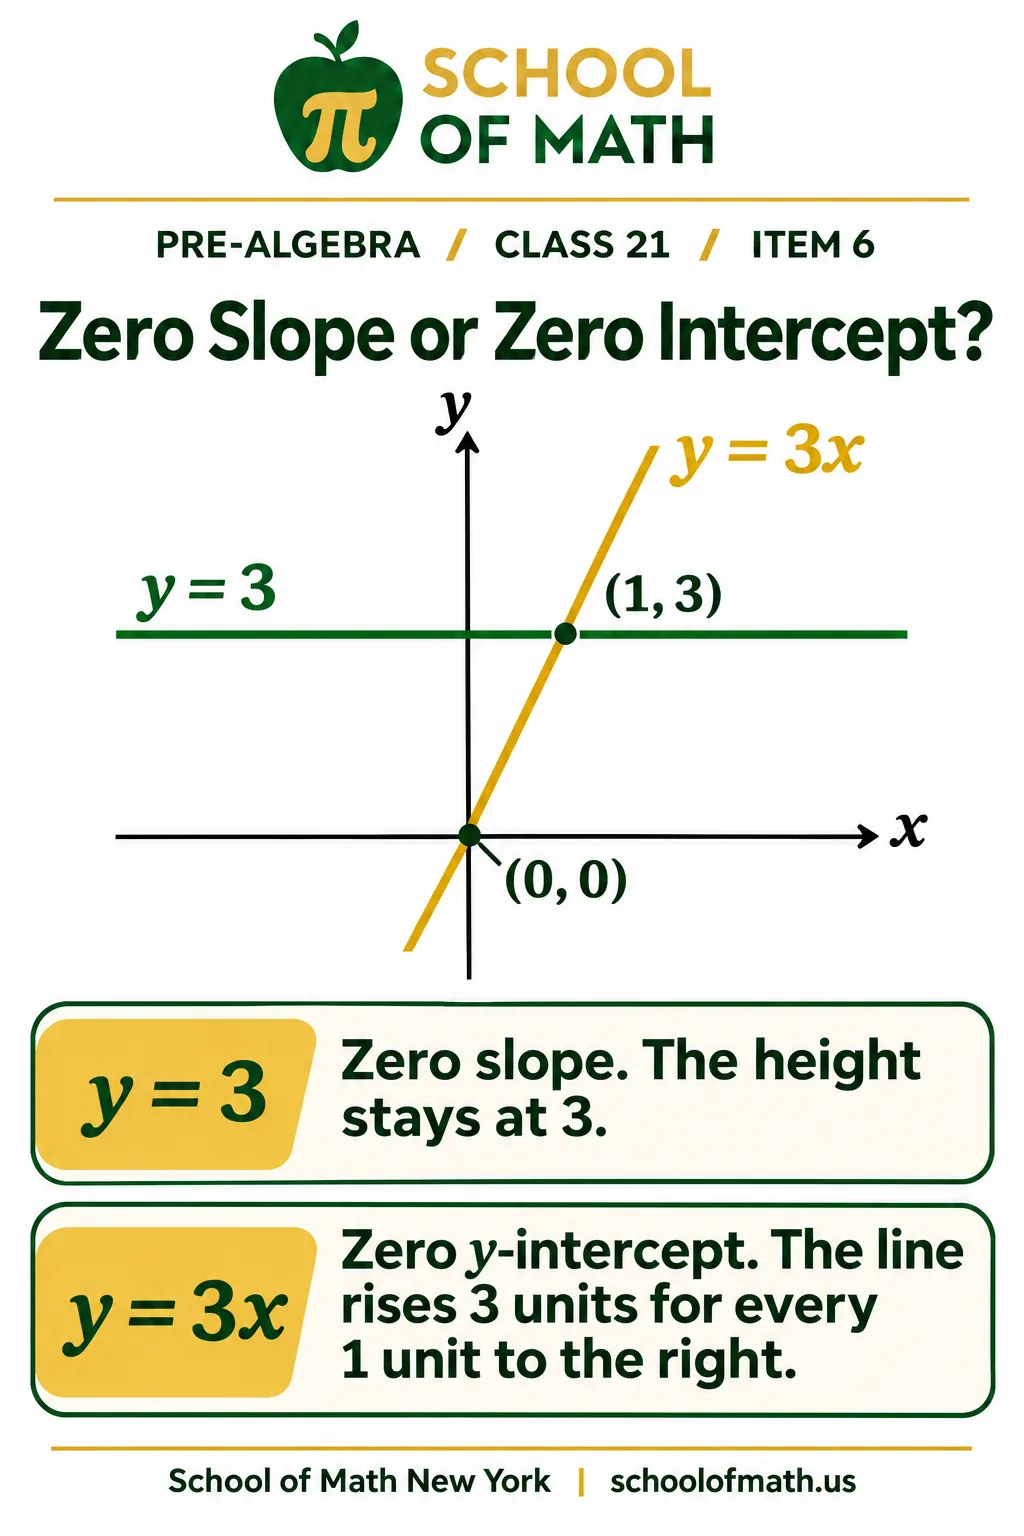 π
SCHOOL
OF MATH
PRE-ALGEBRA / CLASS 21 / ITEM 6
Zero Slope or Zero Intercept?
y
y = 3x
y = 3
(1, 3)
x
(0, 0)
y = 3
Zero slope. The height
stays at 3.
y = 3x
Zero y-intercept. The line
rises 3 units for every
1 unit to the right.
School of Math New York | schoolofmath.us